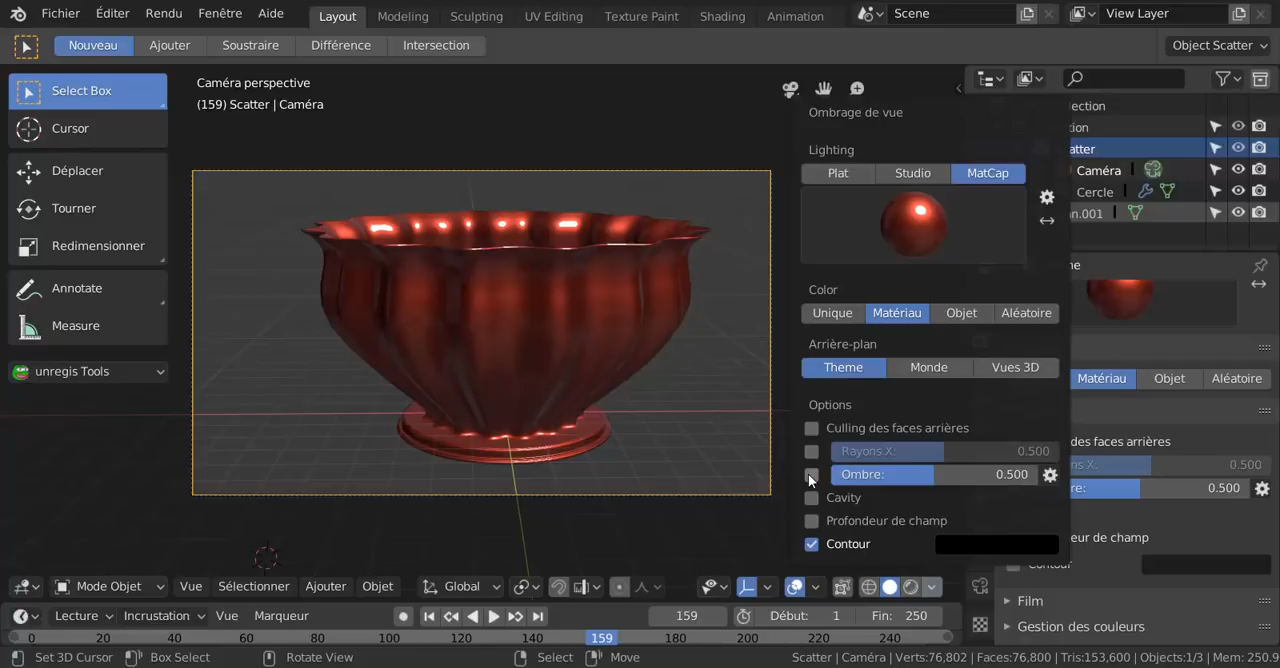 Fichier Éditer Rendu Fenêtre Aide Layout Modeling Sculpting UV Editing Texture Paint Shading Animation Scene View Layer
Nouveau Ajouter Soustraire Différence Intersection Object Scatter
Select Box
Cursor
Déplacer
Tourner
Redimensionner
Annotate
Measure
unregis Tools
Caméra perspective
(159) Scatter | Caméra
Ombrage de vue
Lighting
Plat Studio MatCap
Color
Unique Matériau Objet Aléatoire
Arrière-plan
Theme Monde Vues 3D
Options
Culling des faces arrières
Rayons X: 0.500
Ombre: 0.500
Cavity
Profondeur de champ
Contour
lection
tion
atter
Caméra
Cercle
an.001
ne
Matériau Objet Aléatoire
des faces arrières
ns X: 0.500
re: 0.500
de champ
Contour
Film
Gestion des couleurs
Mode Objet Vue Sélectionner Ajouter Objet Global
Lecture Incrustation Vue Marqueur 159 Début: 1 Fin: 250
0 20 40 60 80 100 120 140 159 180 200 220 240
Set 3D Cursor Box Select Rotate View Select Move Scatter | Caméra | Verts:76,802 | Faces:76,800 | Tris:153,600 | Objects:1/3 | Mem: 250.9